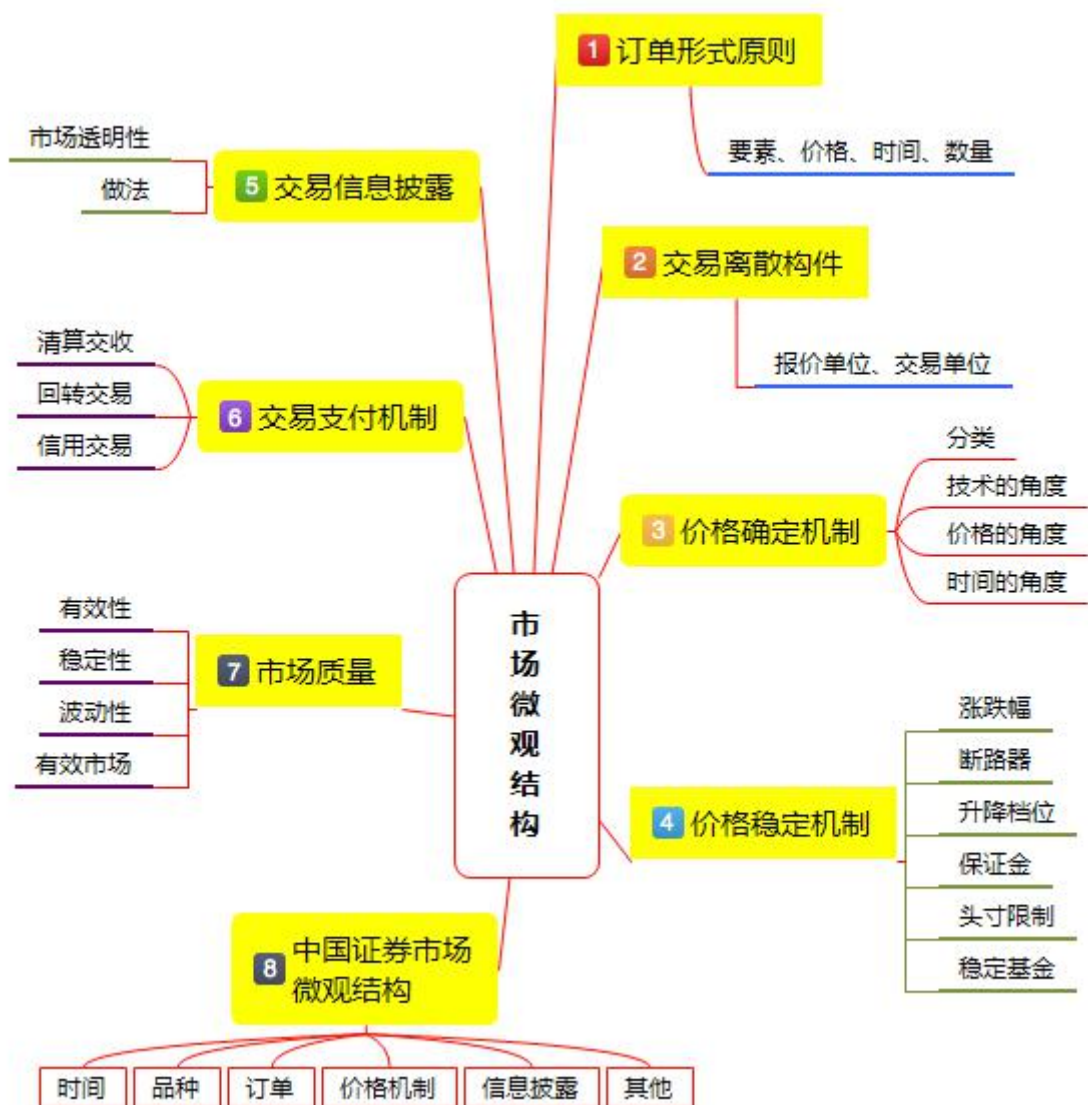 1 订单形式原则
要素、价格、时间、数量
2 交易离散构件
报价单位、交易单位
3 价格确定机制
分类
技术的角度
价格的角度
时间的角度
4 价格稳定机制
涨跌幅
断路器
升降档位
保证金
头寸限制
稳定基金
5 交易信息披露
市场透明性
做法
6 交易支付机制
清算交收
回转交易
信用交易
7 市场质量
有效性
稳定性
波动性
有效市场
市
场
微
观
结
构
8 中国证券市场
微观结构
时间
品种
订单
价格机制
信息披露
其他